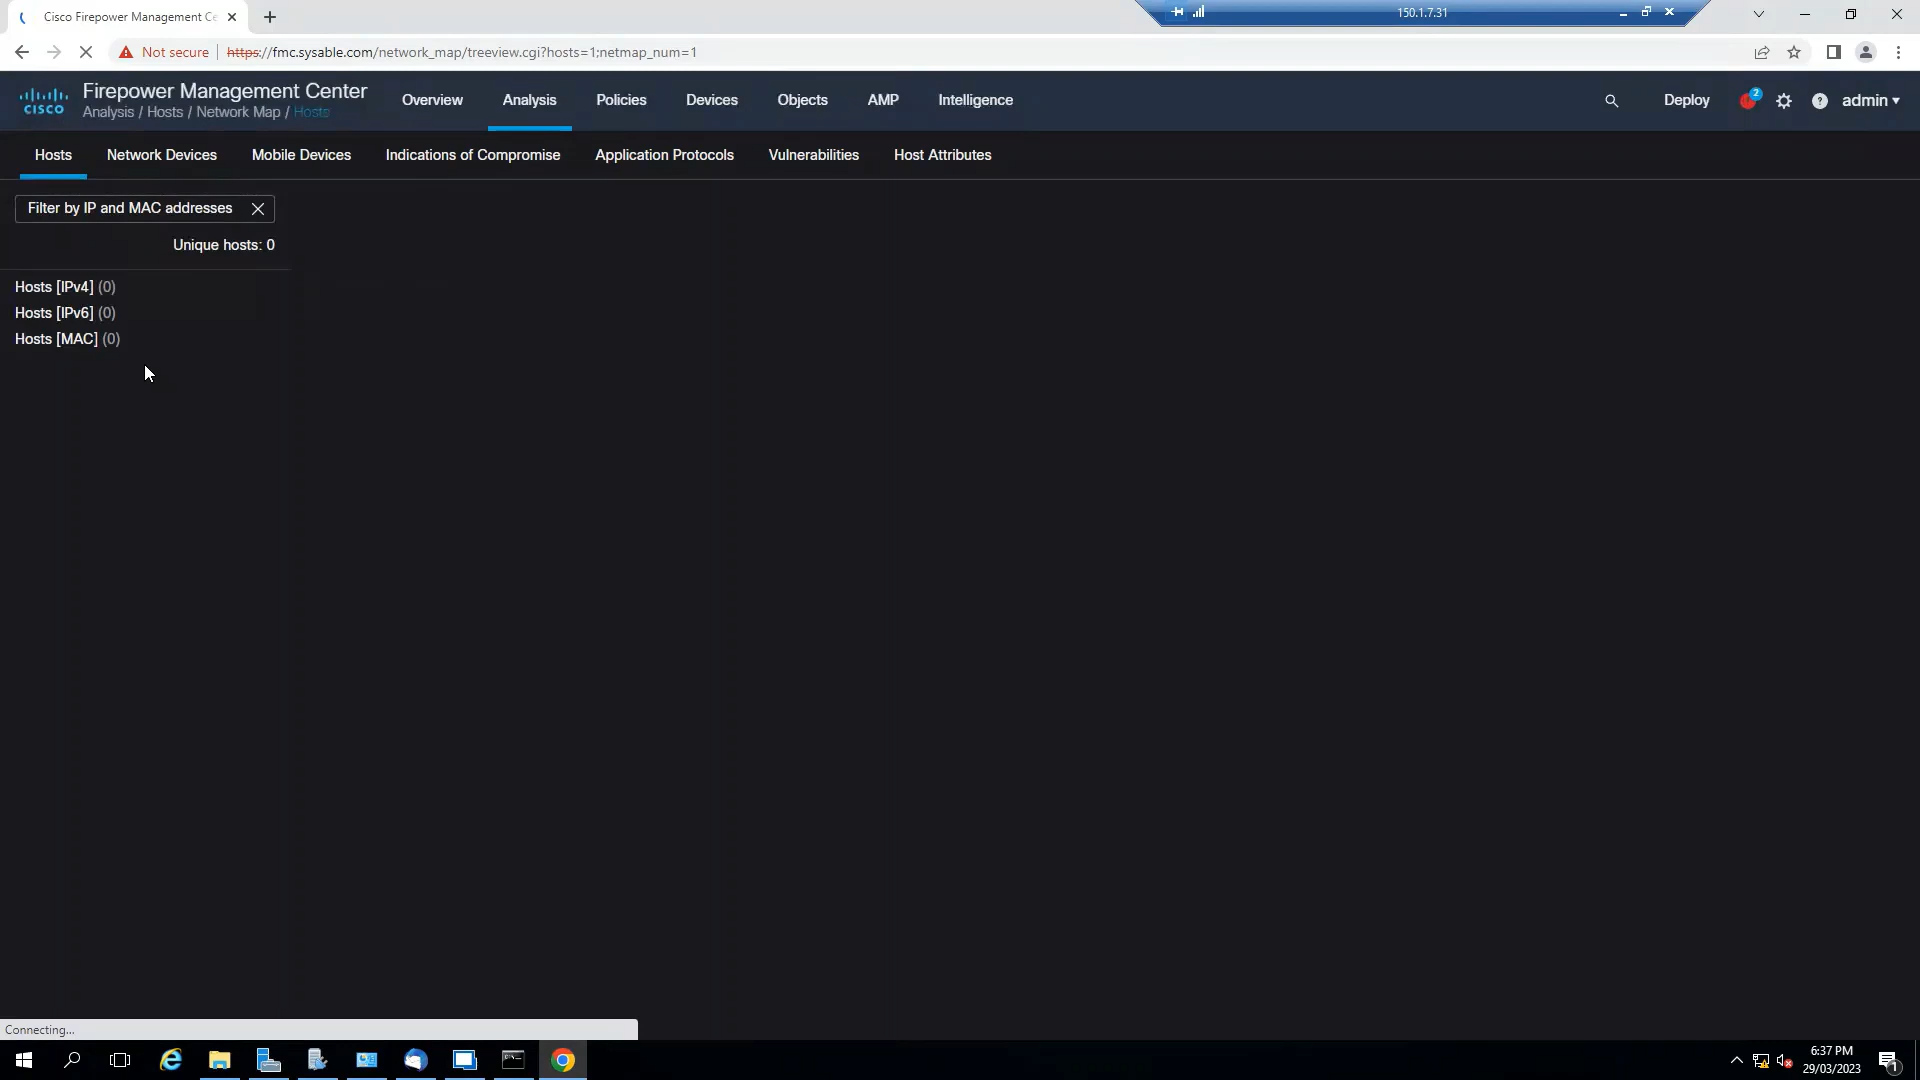 Cisco Firepower Management Ce
150.1.7.31
Not secure
https://fmc.sysable.com/network_map/treeview.cgi?hosts=1;netmap_num=1
CISCO
Firepower Management Center
Analysis / Hosts / Network Map / Hosts
Overview
Analysis
Policies
Devices
Objects
AMP
Intelligence
Deploy
2
admin
Hosts
Network Devices
Mobile Devices
Indications of Compromise
Application Protocols
Vulnerabilities
Host Attributes
Filter by IP and MAC addresses
Unique hosts: 0
Hosts [IPv4] (0)
Hosts [IPv6] (0)
Hosts [MAC] (0)
Connecting...
6:37 PM
29/03/2023
1